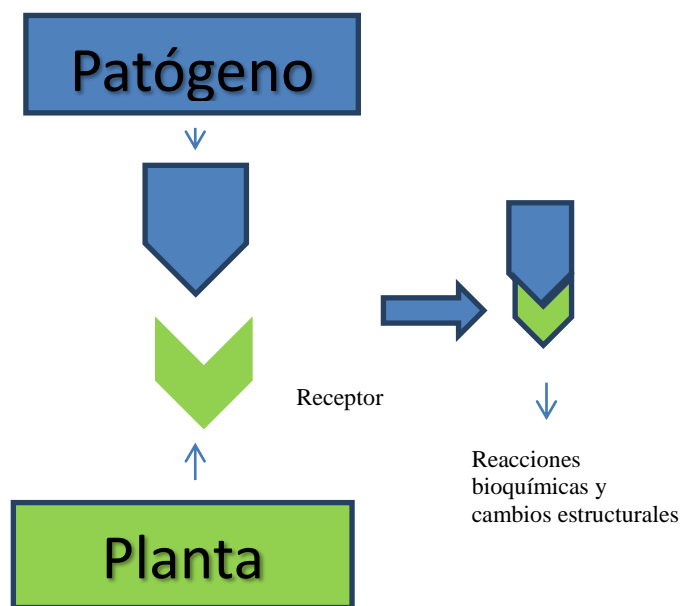 Patógeno
Receptor
Reacciones
bioquímicas y
cambios estructurales
Planta